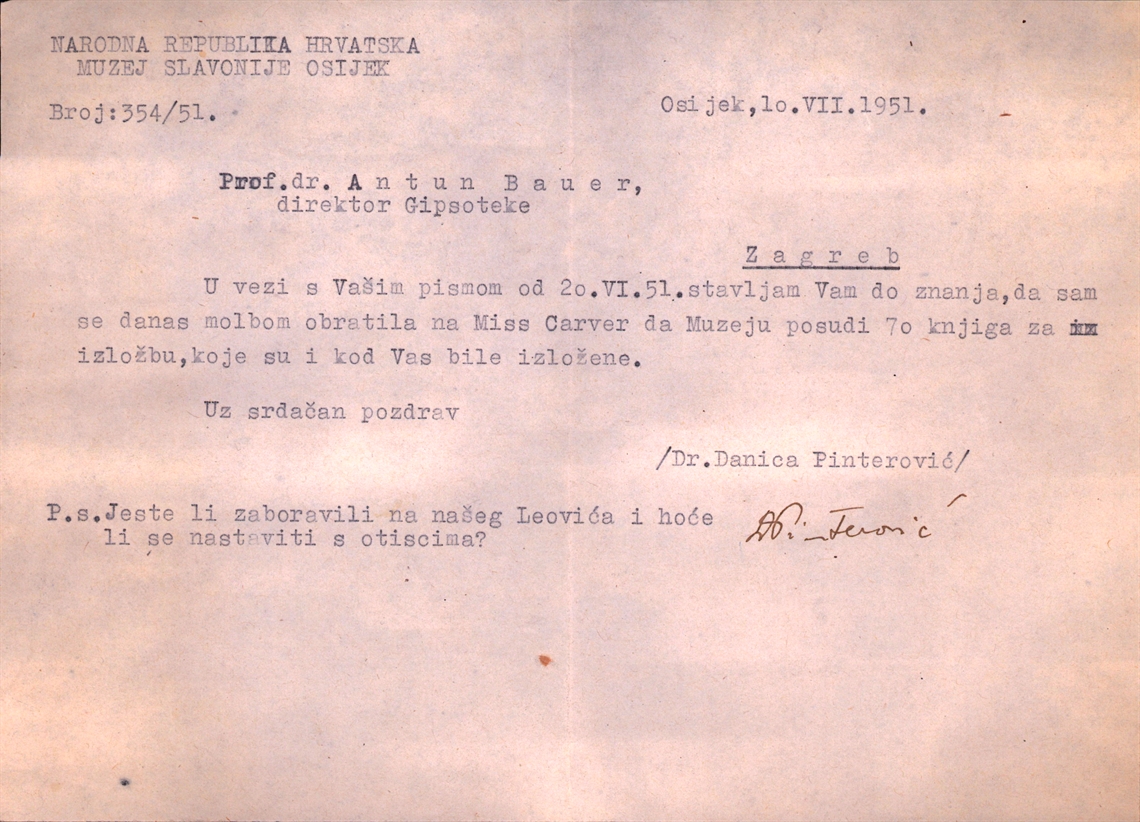 NARODNA REPUBLIKA HRVATSKA
MUZEJ SLAVONIJE OSIJEK
Broj:354/51.
Osijek,lo.VII.1951.
Prof.dr. A n t u n B a u e r,
direktor Gipsoteke
Z a g r e b
U vezi s Vašim pismom od 2o.VI.51.stavljam Vam do znanja,da sam
se danas molbom obratila na Miss Carver da Muzeju posudi 7o knjiga za
izložbu,koje su i kod Vas bile izložene.
Uz srdačan pozdrav
/Dr.Danica Pinterović/
P.s.Jeste li zaboravili na našeg Leovića i hoće
li se nastaviti s otiscima?
DPinterović